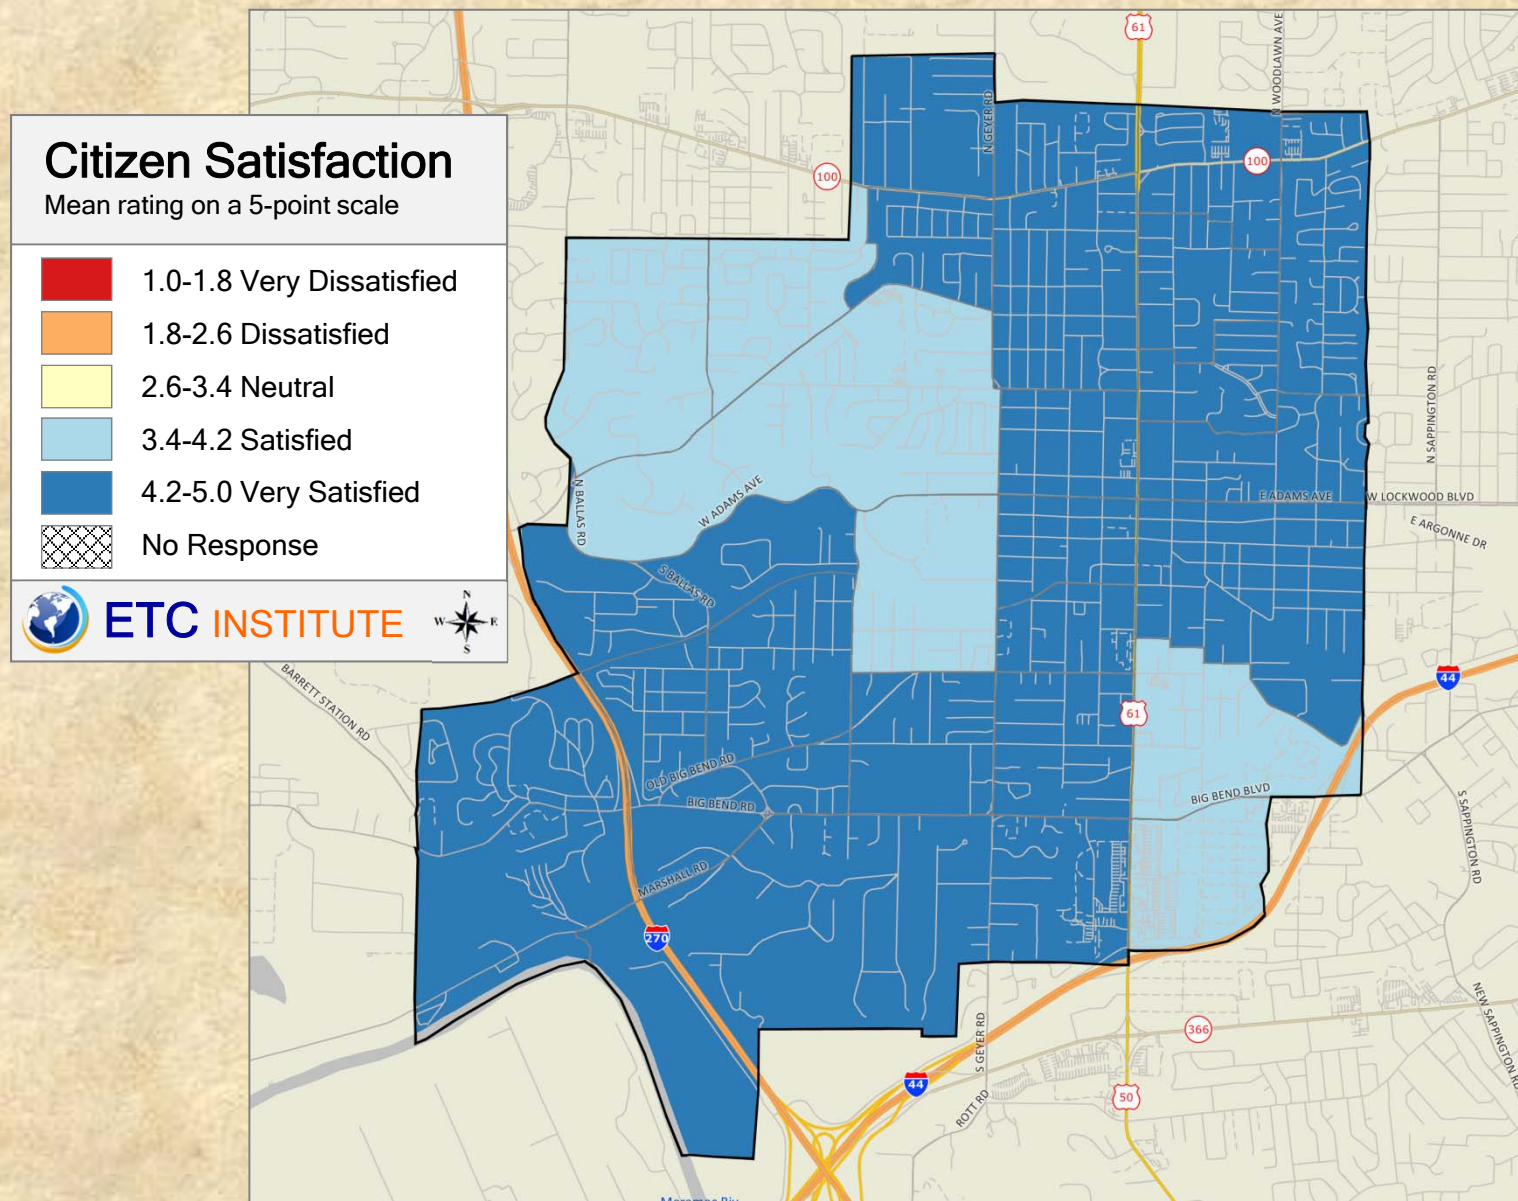 Citizen Satisfaction
Mean rating on a 5-point scale
1.0-1.8 Very Dissatisfied
1.8-2.6 Dissatisfied
2.6-3.4 Neutral
3.4-4.2 Satisfied
4.2-5.0 Very Satisfied
No Response
ETC INSTITUTE
N
W E
S
61
N WOODLAWN AVE
N GEYER RD
100
100
N SAPPINGTON RD
N BALLAS RD
W ADAMS AVE
E ADAMS AVE
W LOCKWOOD BLVD
E ARGONNE DR
S BALLAS RD
BARRETT STATION RD
44
61
OLD BIG BEND RD
BIG BEND RD
BIG BEND BLVD
S SAPPINGTON RD
MARSHALL RD
270
NEW SAPPINGTON RD
S GEYER RD
366
44
50
ROTT RD